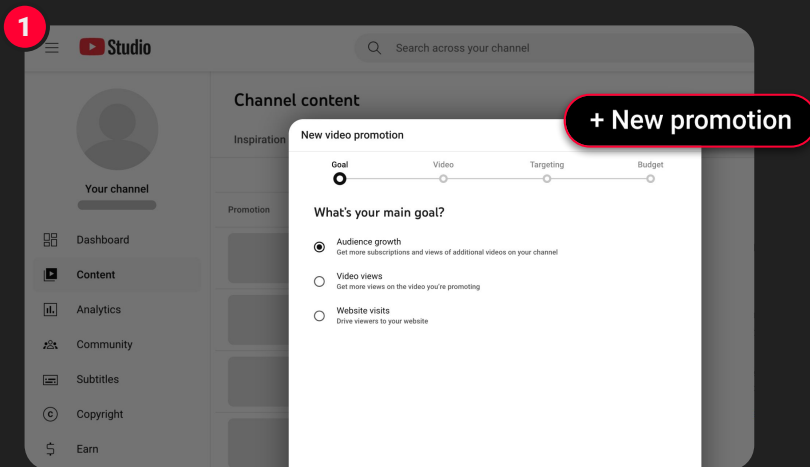 1
Studio
Search across your channel
Channel content
+ New promotion
Inspiration
New video promotion
Goal
Video
Targeting
Budget
Your channel
Promotion
What's your main goal?
Audience growth
Get more subscriptions and views of additional videos on your channel
Video views
Get more views on the video you're promoting
Website visits
Drive viewers to your website
Dashboard
Content
Analytics
Community
Subtitles
Copyright
Earn